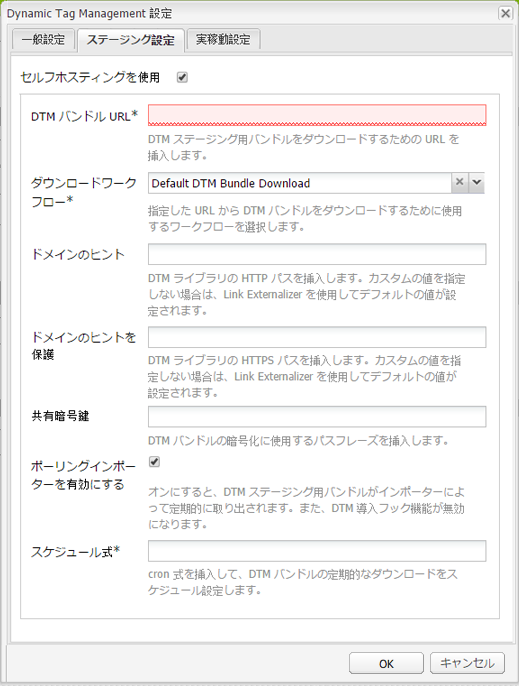 Dynamic Tag Management 設定
一般設定 ステージング設定 実稼動設定
セルフホスティングを使用
DTM バンドル URL*
DTM ステージング用バンドルをダウンロードするための URL を
挿入します。
ダウンロードワーク
フロー*
Default DTM Bundle Download
指定した URL から DTM バンドルをダウンロードするために使用
するワークフローを選択します。
ドメインのヒント
DTM ライブラリの HTTP パスを挿入します。カスタムの値を指定
しない場合は、Link Externalizer を使用してデフォルトの値が設
定されます。
ドメインのヒントを
保護
DTM ライブラリの HTTPS パスを挿入します。カスタムの値を指
定しない場合は、Link Externalizer を使用してデフォルトの値が
設定されます。
共有暗号鍵
DTM バンドルの暗号化に使用するパスフレーズを挿入します。
ポーリングインポー
ターを有効にする
オンにすると、DTM ステージング用バンドルがインポーターによ
って定期的に取り出されます。また、DTM 導入フック機能が無効
になります。
スケジュール式*
cron 式を挿入して、DTM バンドルの定期的なダウンロードをス
ケジュール設定します。
OK キャンセル